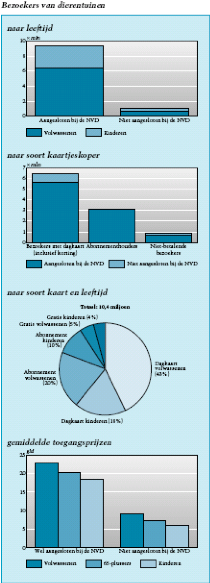 Bezoekers van dierentuinen
naar leeftijd
× mln
10
8
6
4
2
0
Aangesloten bij de NVD
Niet aangesloten bij de NVD
Volwassenen
Kinderen
naar soort kaartjeskoper
× mln
7
6
5
4
3
2
1
0
Bezoekers met dagkaart
(inclusief korting)
Abonnementhouders
Niet-betalende
bezoekers
Aangesloten bij de NVD
Niet aangesloten bij de NVD
naar soort kaart en leeftijd
Totaal: 10,4 miljoen
Gratis kinderen (4%)
Gratis volwassenen (5%)
Abonnement
kinderen
(10%)
Abonnement
volwassenen
(20%)
Dagkaart
volwassenen
(43%)
Dagkaart kinderen (18%)
gemiddelde toegangsprijzen
gld
25
20
15
10
5
0
Wel aangesloten bij de NVD
Niet aangesloten bij de NVD
Volwassenen
65-plussers
Kinderen